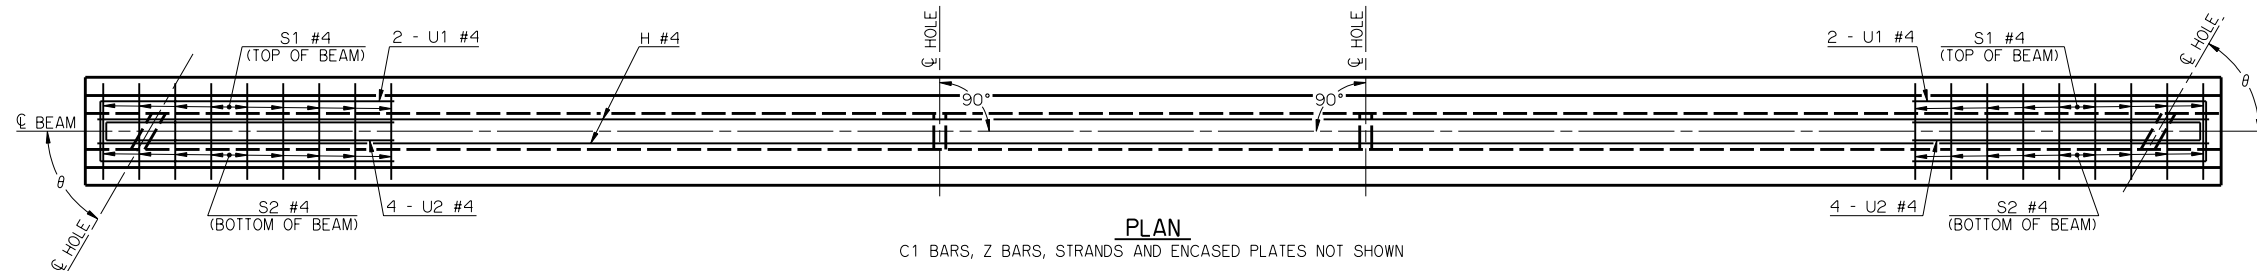 S1 #4
(TOP OF BEAM)
2 - U1 #4
H #4
℄ HOLE
℄ HOLE
2 - U1 #4
S1 #4
(TOP OF BEAM)
℄ HOLE
θ
90°
90°
℄ BEAM
θ
℄ HOLE
S2 #4
(BOTTOM OF BEAM)
4 - U2 #4
4 - U2 #4
S2 #4
(BOTTOM OF BEAM)
PLAN
C1 BARS, Z BARS, STRANDS AND ENCASED PLATES NOT SHOWN